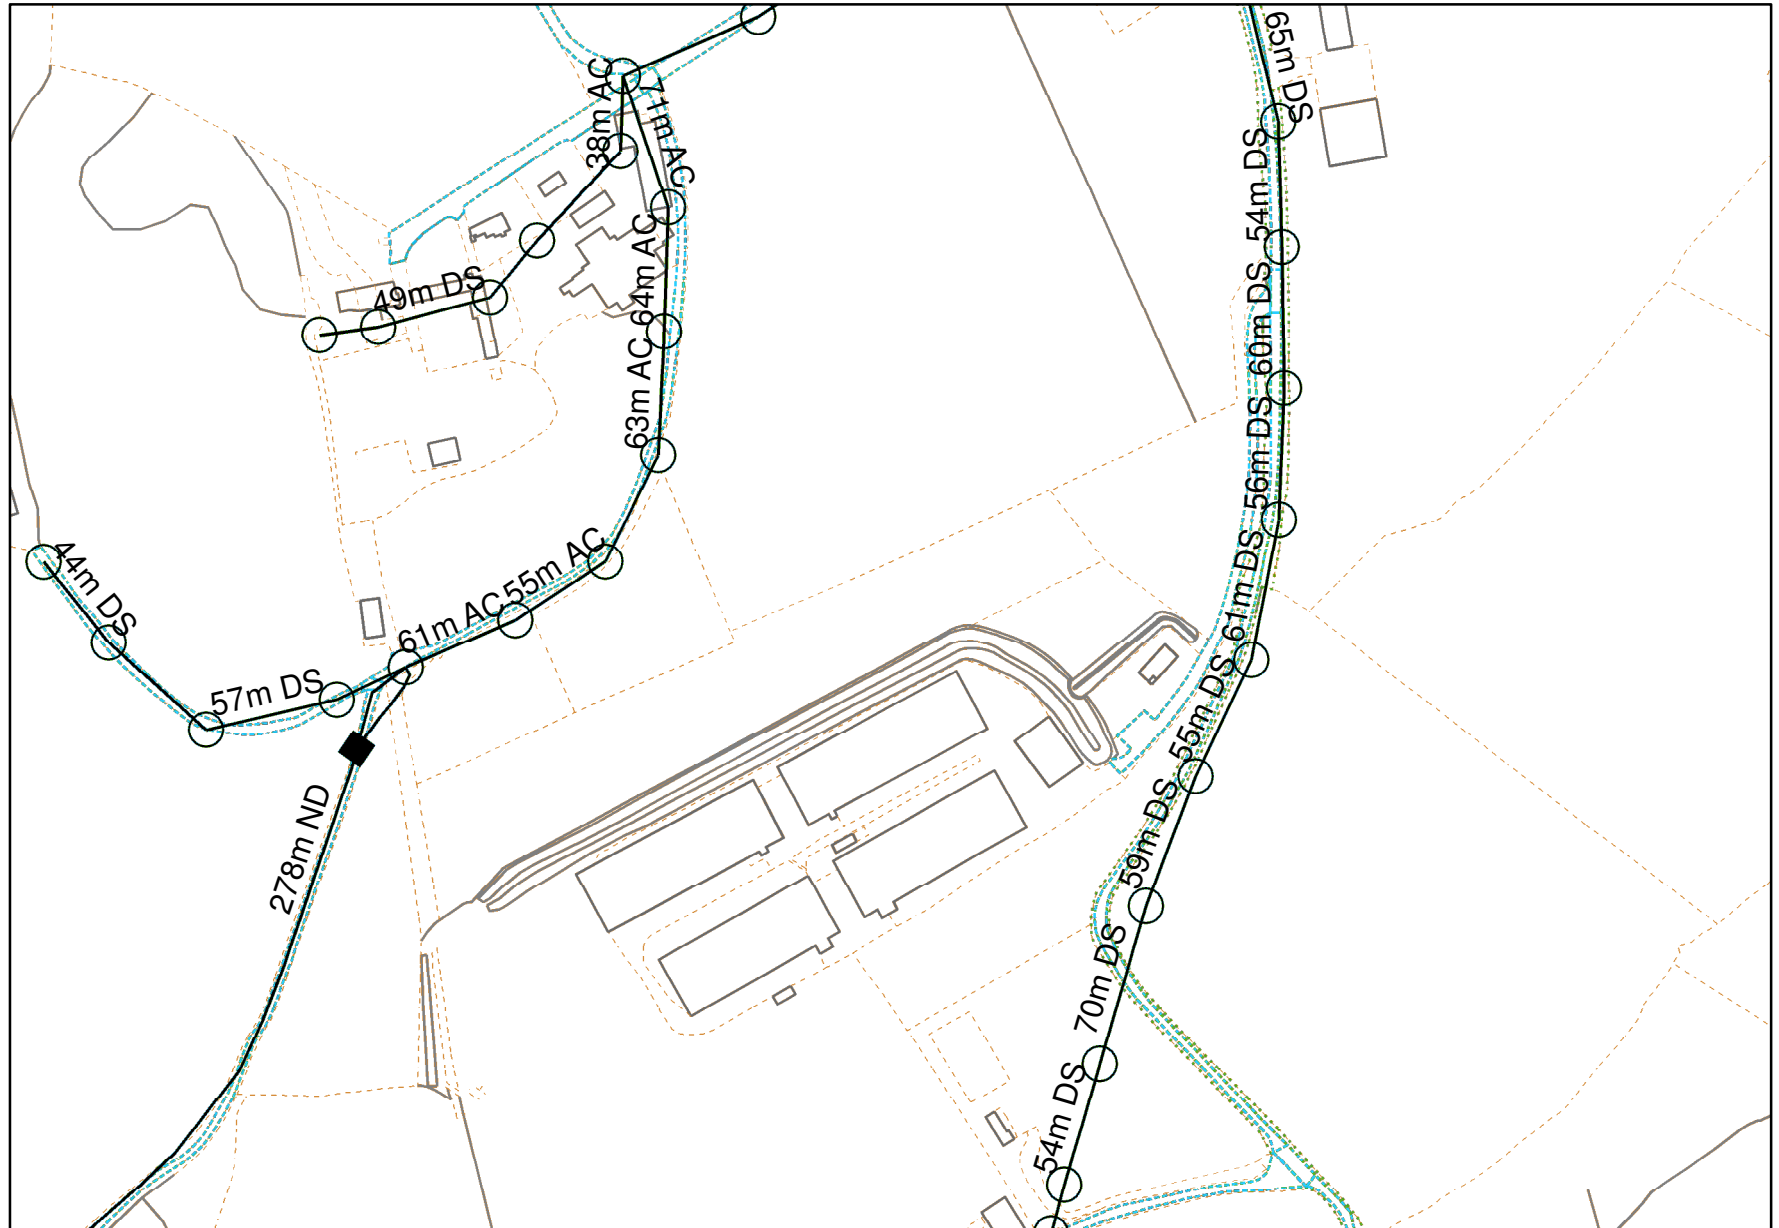 65m DS
38m AC
71m AC
54m DS
64m AC
49m DS
60m DS
63m AC
56m DS
44m DS
55m AC
61m AC
61m DS
57m DS
55m DS
59m DS
278m ND
70m DS
54m DS